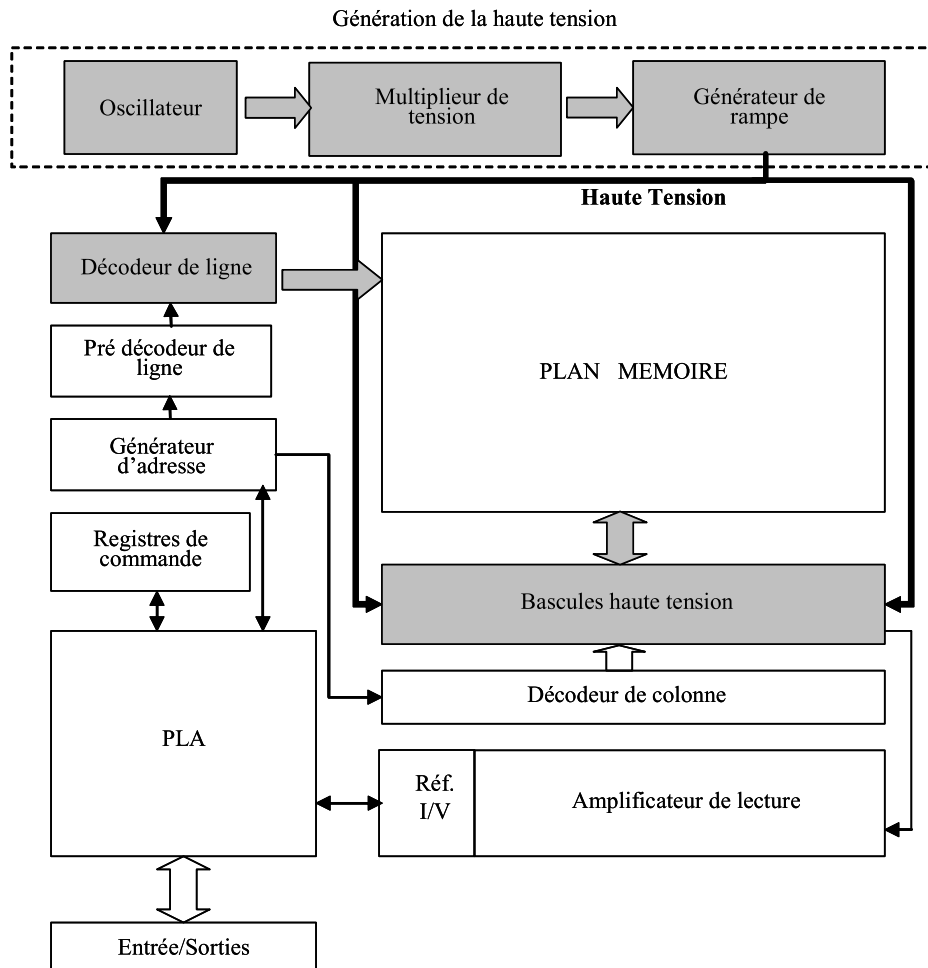 Génération de la haute tension
Oscillateur
Multiplieur de
tension
Générateur de
rampe
Haute Tension
Décodeur de ligne
Pré décodeur de
ligne
PLAN MEMOIRE
Générateur
d’adresse
Registres de
commande
Bascules haute tension
Décodeur de colonne
PLA
Réf.
I/V
Amplificateur de lecture
Entrée/Sorties